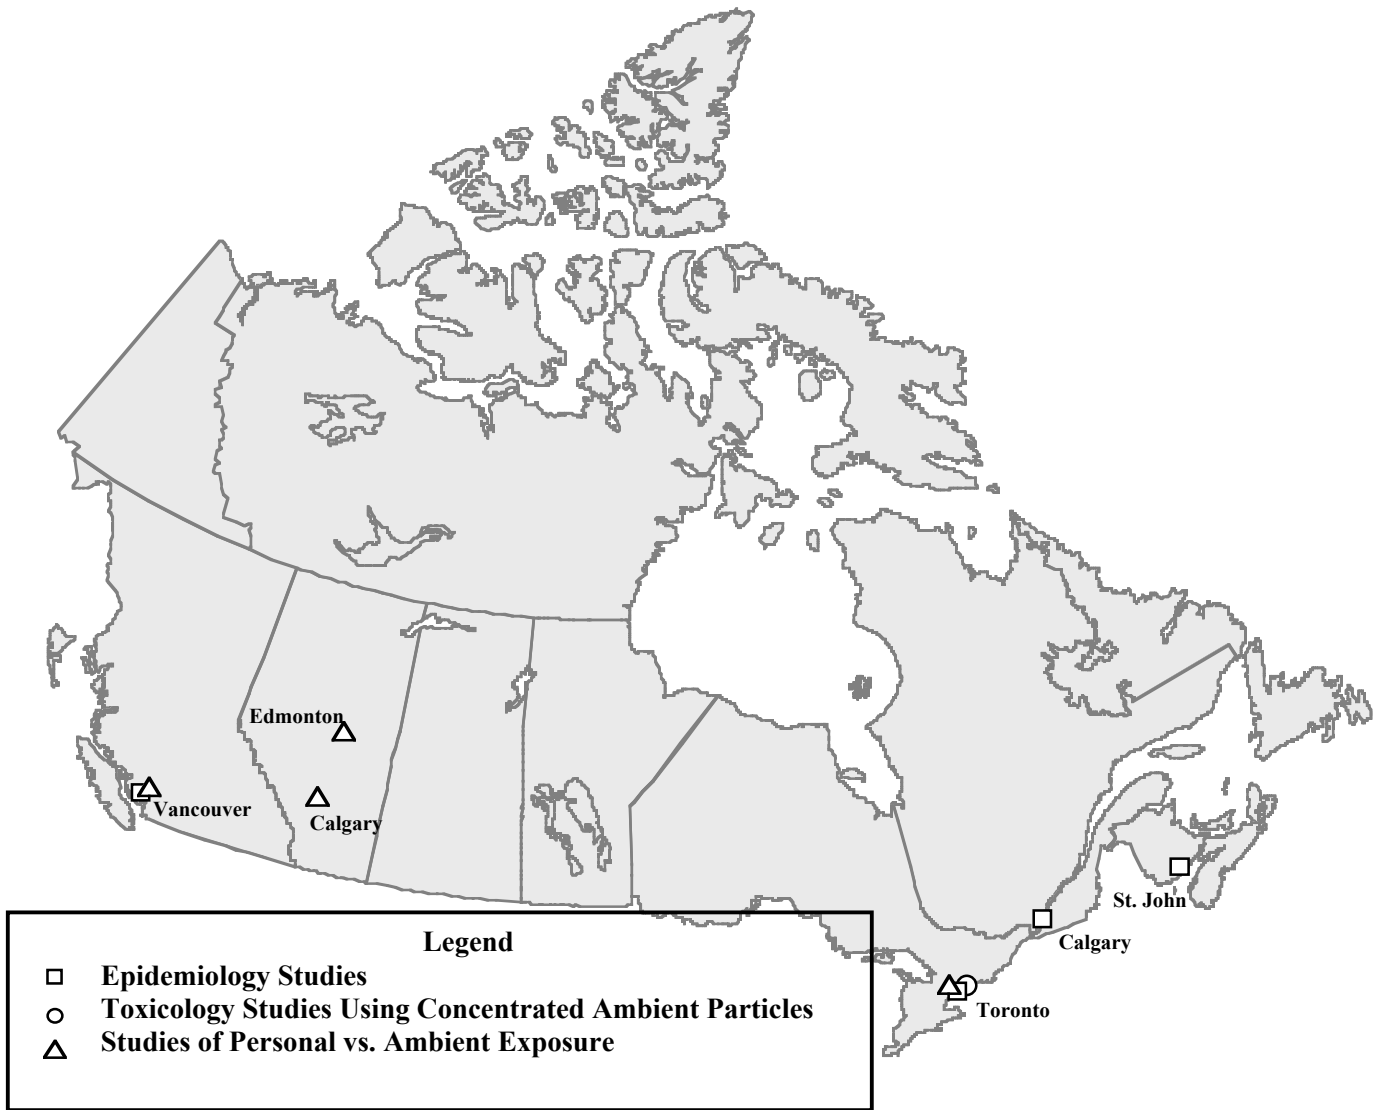 Edmonton
Vancouver
Calgary
St. John
Calgary
Toronto
Legend
Epidemiology Studies
Toxicology Studies Using Concentrated Ambient Particles
Studies of Personal vs. Ambient Exposure